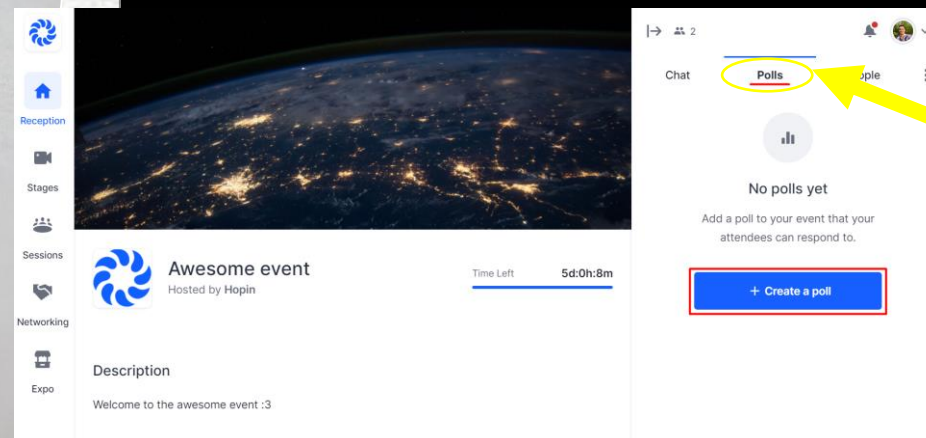 Reception
Stages
Sessions
Networking
Expo
Awesome event
Hosted by Hopin
Time Left 5d:0h:8m
Description
Welcome to the awesome event :3
2
Chat Polls
No polls yet
Add a poll to your event that your
attendees can respond to.
+ Create a poll